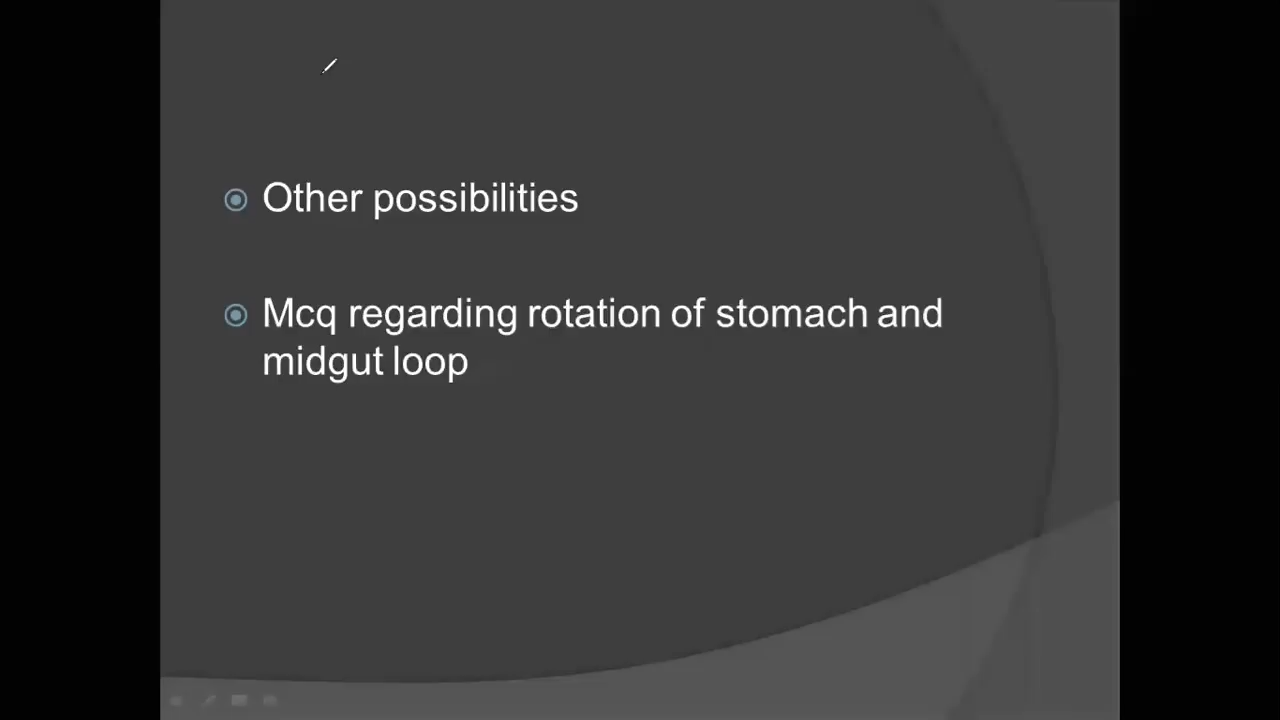 Other possibilities
Mcq regarding rotation of stomach and
midgut loop